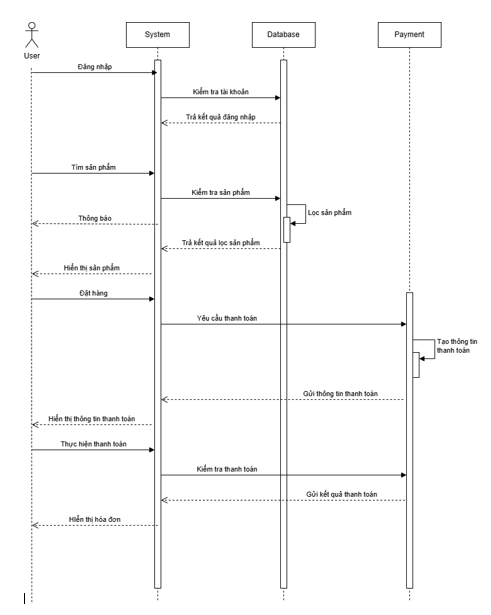 System
Database
Payment
User
Đăng nhập
Kiểm tra tài khoản
Trả kết quả đăng nhập
Tìm sản phẩm
Kiểm tra sản phẩm
Lọc sản phẩm
Thông báo
Trả kết quả lọc sản phẩm
Hiển thị sản phẩm
Đặt hàng
Yêu cầu thanh toán
Tạo thông tin
thanh toán
Gửi thông tin thanh toán
Hiển thị thông tin thanh toán
Thực hiện thanh toán
Kiểm tra thanh toán
Gửi kết quả thanh toán
Hiển thị hóa đơn